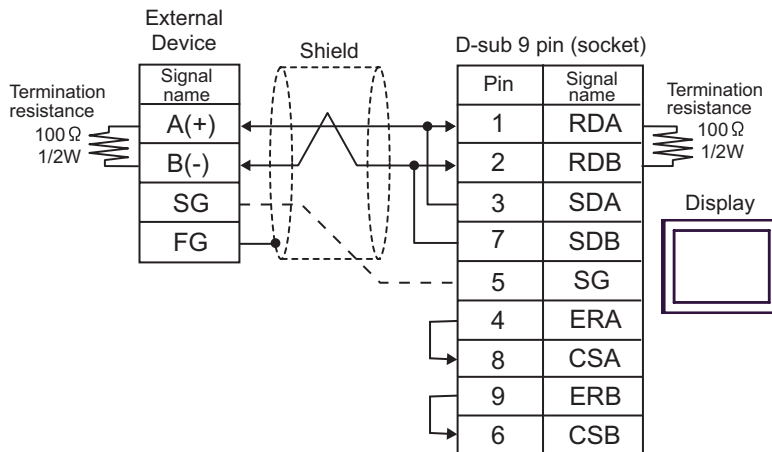 External
Device
Shield
D-sub 9 pin (socket)
Termination
resistance
100Ω
1/2W
Signal
name
A(+)
B(-)
SG
FG
Pin
Signal
name
1
RDA
2
RDB
3
SDA
7
SDB
5
SG
4
ERA
8
CSA
9
ERB
6
CSB
Termination
resistance
100Ω
1/2W
Display